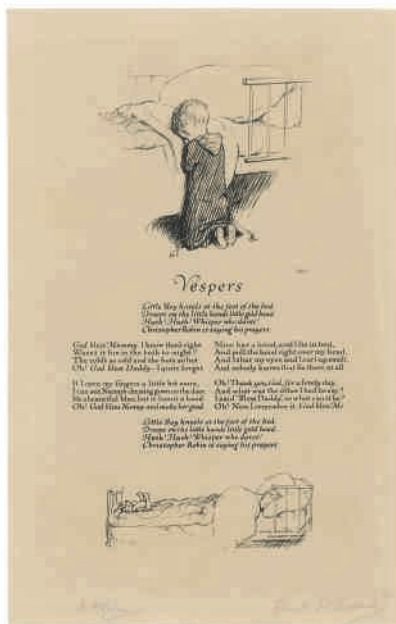 Vespers
Little Boy kneels at the foot of the bed
Droops on the little hands little gold head
Hush! Hush! Whisper who dares!
Christopher Robin is saying his prayers
God bless Mummy. I know that's right
Wasn't it fun in the bath to-night?
The cold's so cold and the hot's so hot
Oh! God bless Daddy - I quite forgot
If I open my fingers a little bit more,
I can see Nanny's dressing-gown on the door
It's a beautiful blue, but it hasn't a hood
Oh! God bless Nanny and make her good
Mine has a hood, and I lie in bed,
And pull the hood right over my head,
And I shut my eyes and I curl up small,
And nobody knows that I'm there at all
Oh! Thank you, God, for a lovely day,
And what was the other I had to say?
I said "Bless Daddy," so what can it be?
Oh! Now I remember it. God bless Me
Little Boy kneels at the foot of the bed
Droops on the little hands little gold head
Hush! Hush! Whisper who dares!
Christopher Robin is saying his prayers